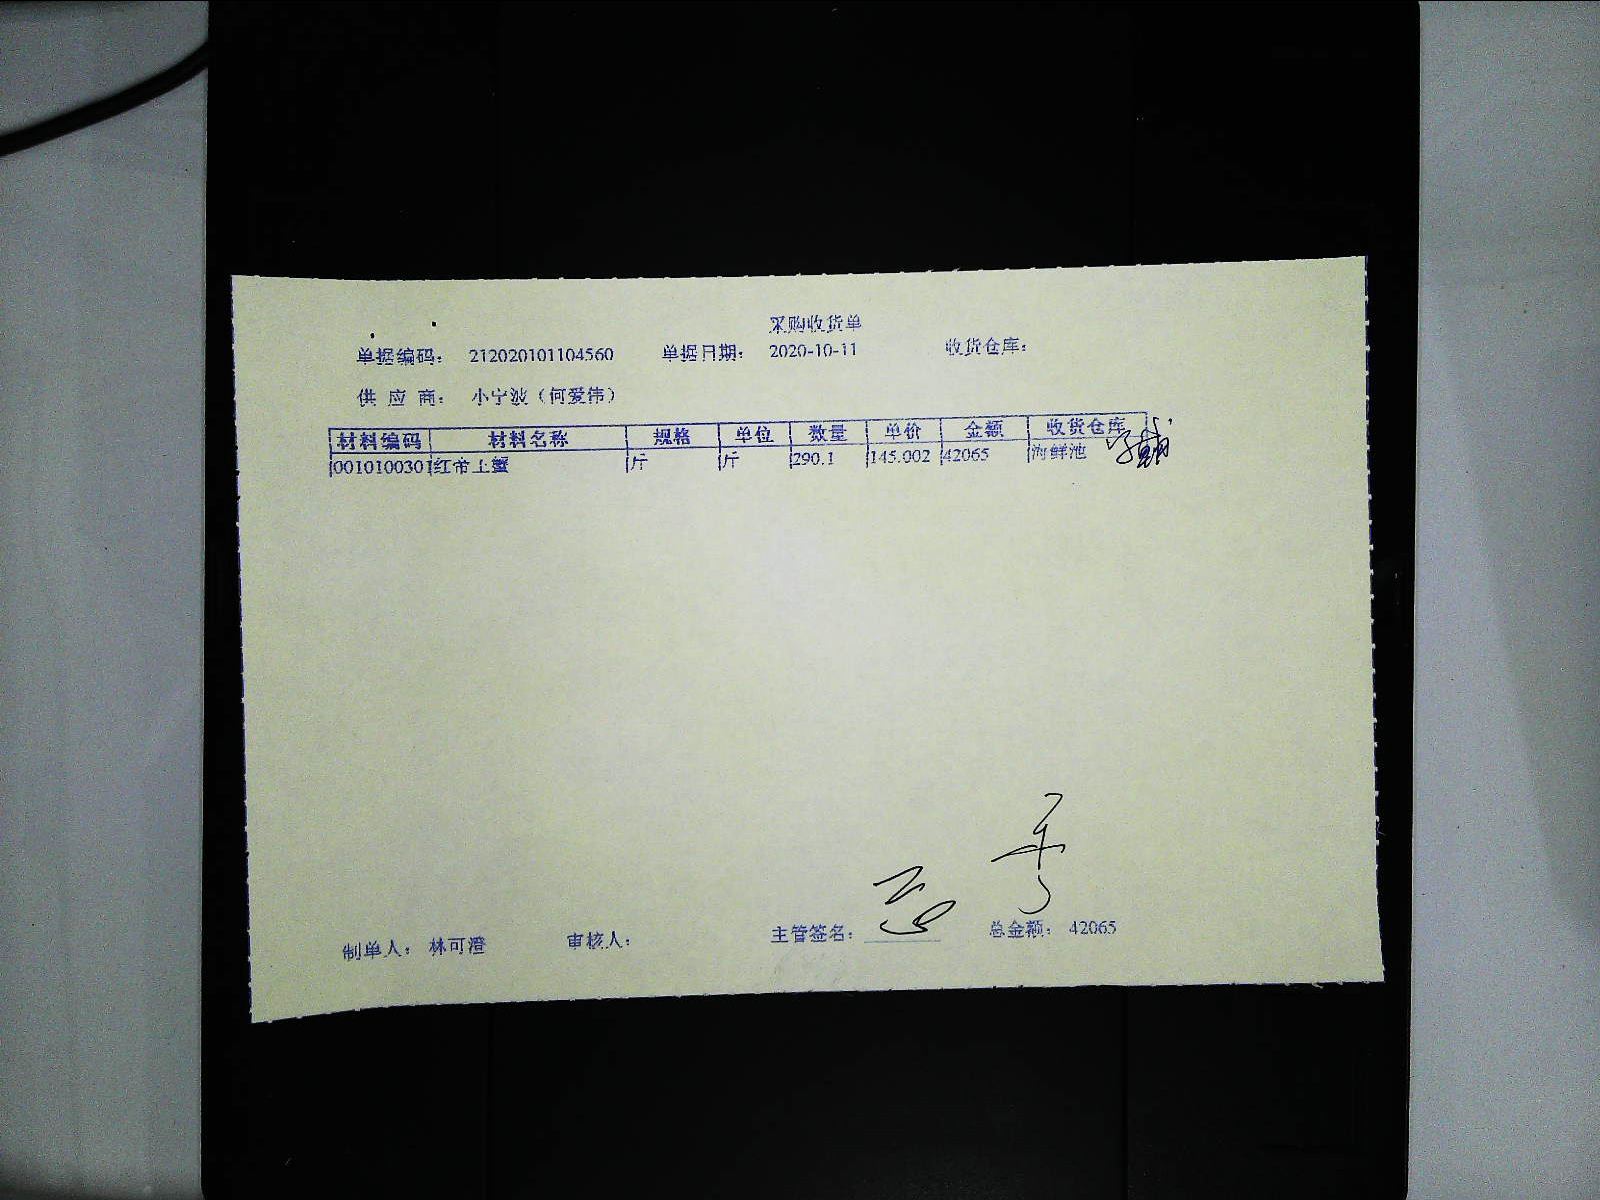 采购收货单
单据编码： 212020101104560 单据日期： 2020-10-11 收货仓库：
供应商： 小宁波（何爱伟）
材料编码 材料名称 规格 单位 数量 单价 金额 收货仓库
0010100301 红帝王蟹 斤 斤 290.1 145.002 42065 海鲜池
制单人： 林可澄 审核人： 主管签名： 总金额： 42065